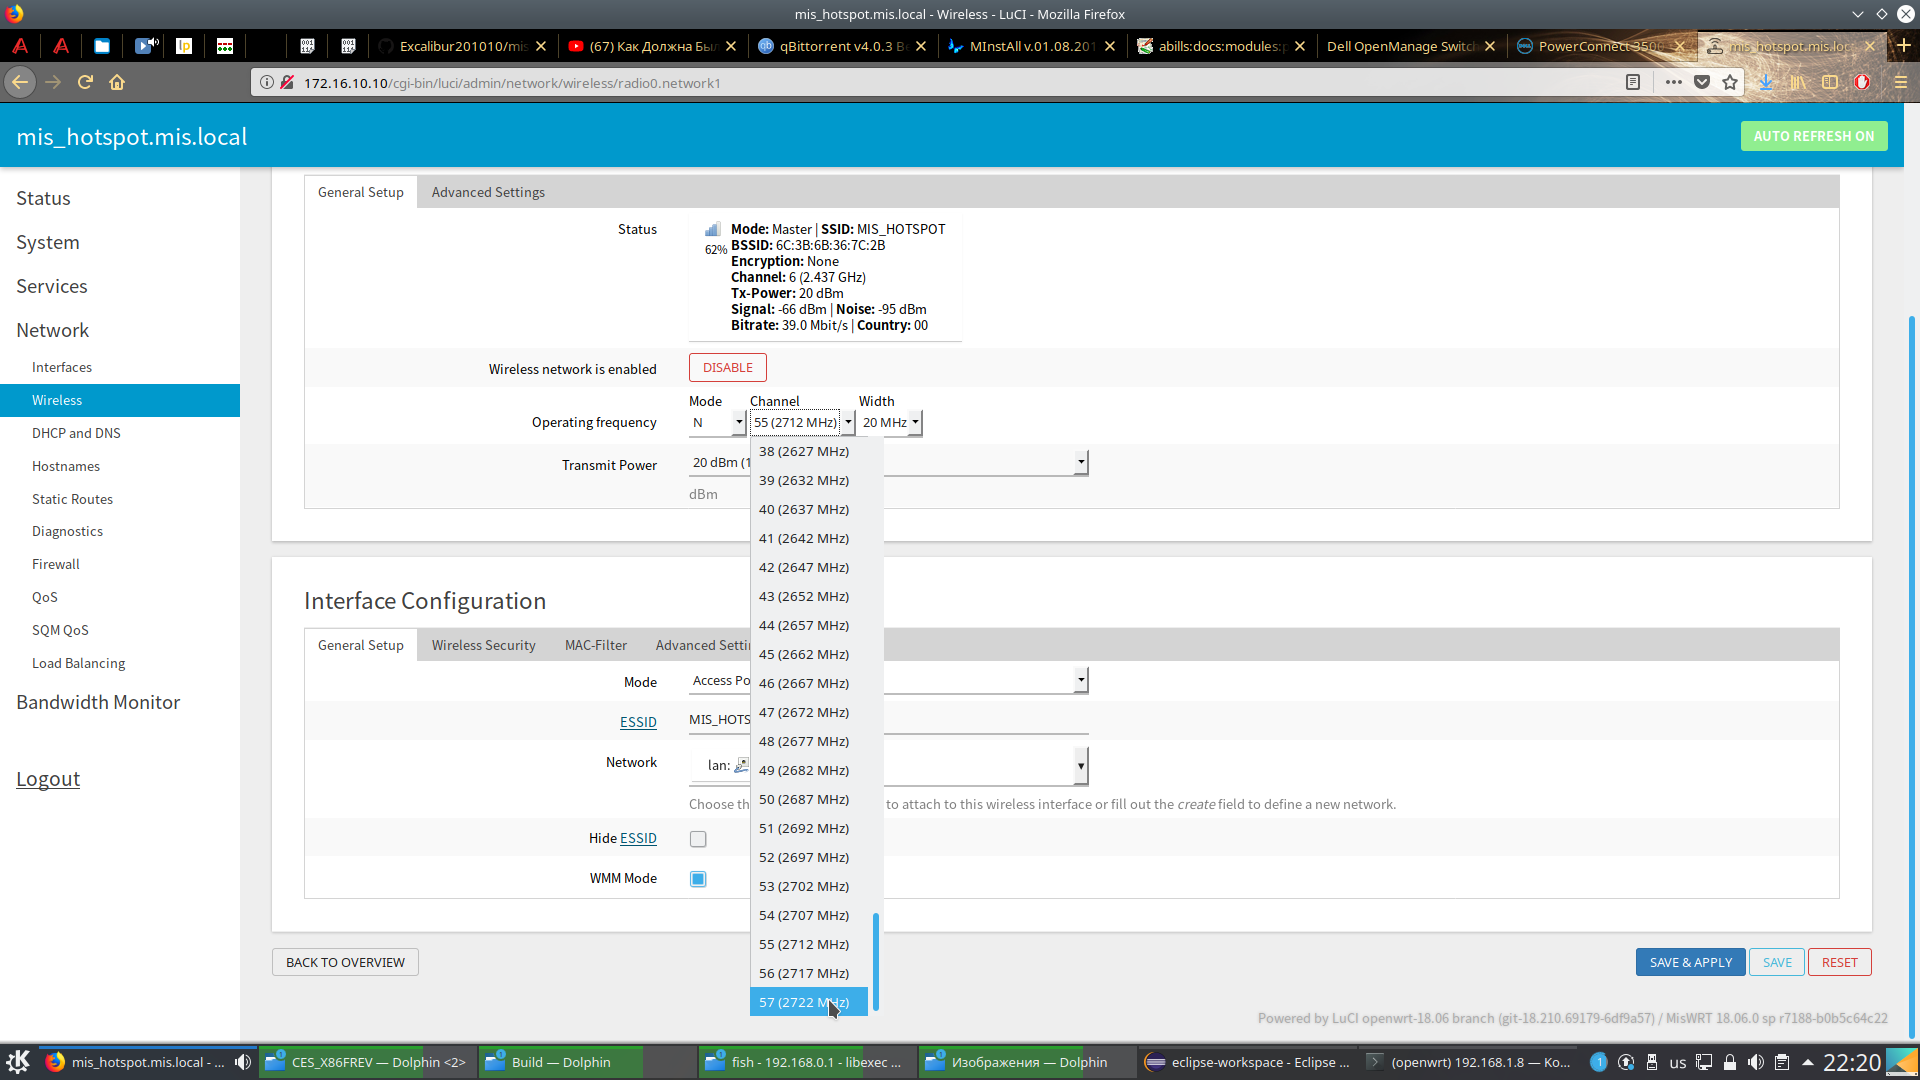 mis_hotspot.mis.local - Wireless - LuCI - Mozilla Firefox
Excalibur201010/mis
(67) Как Должна Бы
qBittorrent v4.0.3 B
MInstAll v.01.08.201
abills:docs:modules:
Dell OpenManage Switc
PowerConnect 3500
mis_hotspot.mis.loc
172.16.10.10/cgi-bin/luci/admin/network/wireless/radio0.network1
mis_hotspot.mis.local
AUTO REFRESH ON
Status
System
Services
Network
Interfaces
Wireless
DHCP and DNS
Hostnames
Static Routes
Diagnostics
Firewall
QoS
SQM QoS
Load Balancing
Bandwidth Monitor
Logout
General Setup
Advanced Settings
Status
62%
Mode: Master | SSID: MIS_HOTSPOT
BSSID: 6C:3B:6B:36:7C:2B
Encryption: None
Channel: 6 (2.437 GHz)
Tx-Power: 20 dBm
Signal: -66 dBm | Noise: -95 dBm
Bitrate: 39.0 Mbit/s | Country: 00
Wireless network is enabled
DISABLE
Operating frequency
Mode Channel Width
N 55 (2712 MHz) 20 MHz
Transmit Power
20 dBm (1
dBm
38 (2627 MHz)
39 (2632 MHz)
40 (2637 MHz)
41 (2642 MHz)
42 (2647 MHz)
43 (2652 MHz)
44 (2657 MHz)
45 (2662 MHz)
46 (2667 MHz)
47 (2672 MHz)
48 (2677 MHz)
49 (2682 MHz)
50 (2687 MHz)
51 (2692 MHz)
52 (2697 MHz)
53 (2702 MHz)
54 (2707 MHz)
55 (2712 MHz)
56 (2717 MHz)
57 (2722 MHz)
Interface Configuration
General Setup
Wireless Security
MAC-Filter
Advanced Settin
Mode
Access Po
ESSID
MIS_HOTS
Network
lan:
Choose th
to attach to this wireless interface or fill out the create field to define a new network.
Hide ESSID
WMM Mode
BACK TO OVERVIEW
SAVE & APPLY
SAVE
RESET
Powered by LuCI openwrt-18.06 branch (git-18.210.69179-6df9a57) / MisWRT 18.06.0 sp r7188-b0b5c64c22
mis_hotspot.mis.local - ...
CES_X86FREV — Dolphin <2>
Build — Dolphin
fish - 192.168.0.1 - libexec ...
Изображения — Dolphin
eclipse-workspace - Eclipse ...
(openwrt) 192.168.1.8 — Ko...
1
us
22:20